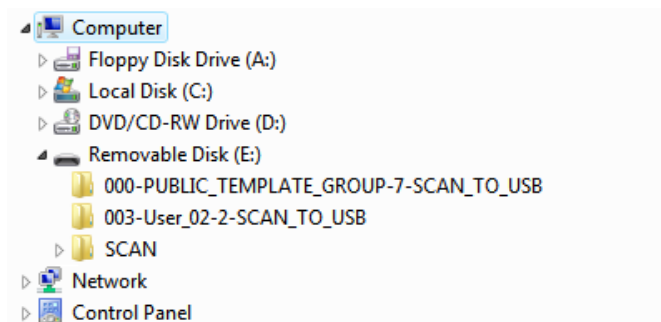 Computer
Floppy Disk Drive (A:)
Local Disk (C:)
DVD/CD-RW Drive (D:)
Removable Disk (E:)
000-PUBLIC_TEMPLATE_GROUP-7-SCAN_TO_USB
003-User_02-2-SCAN_TO_USB
SCAN
Network
Control Panel